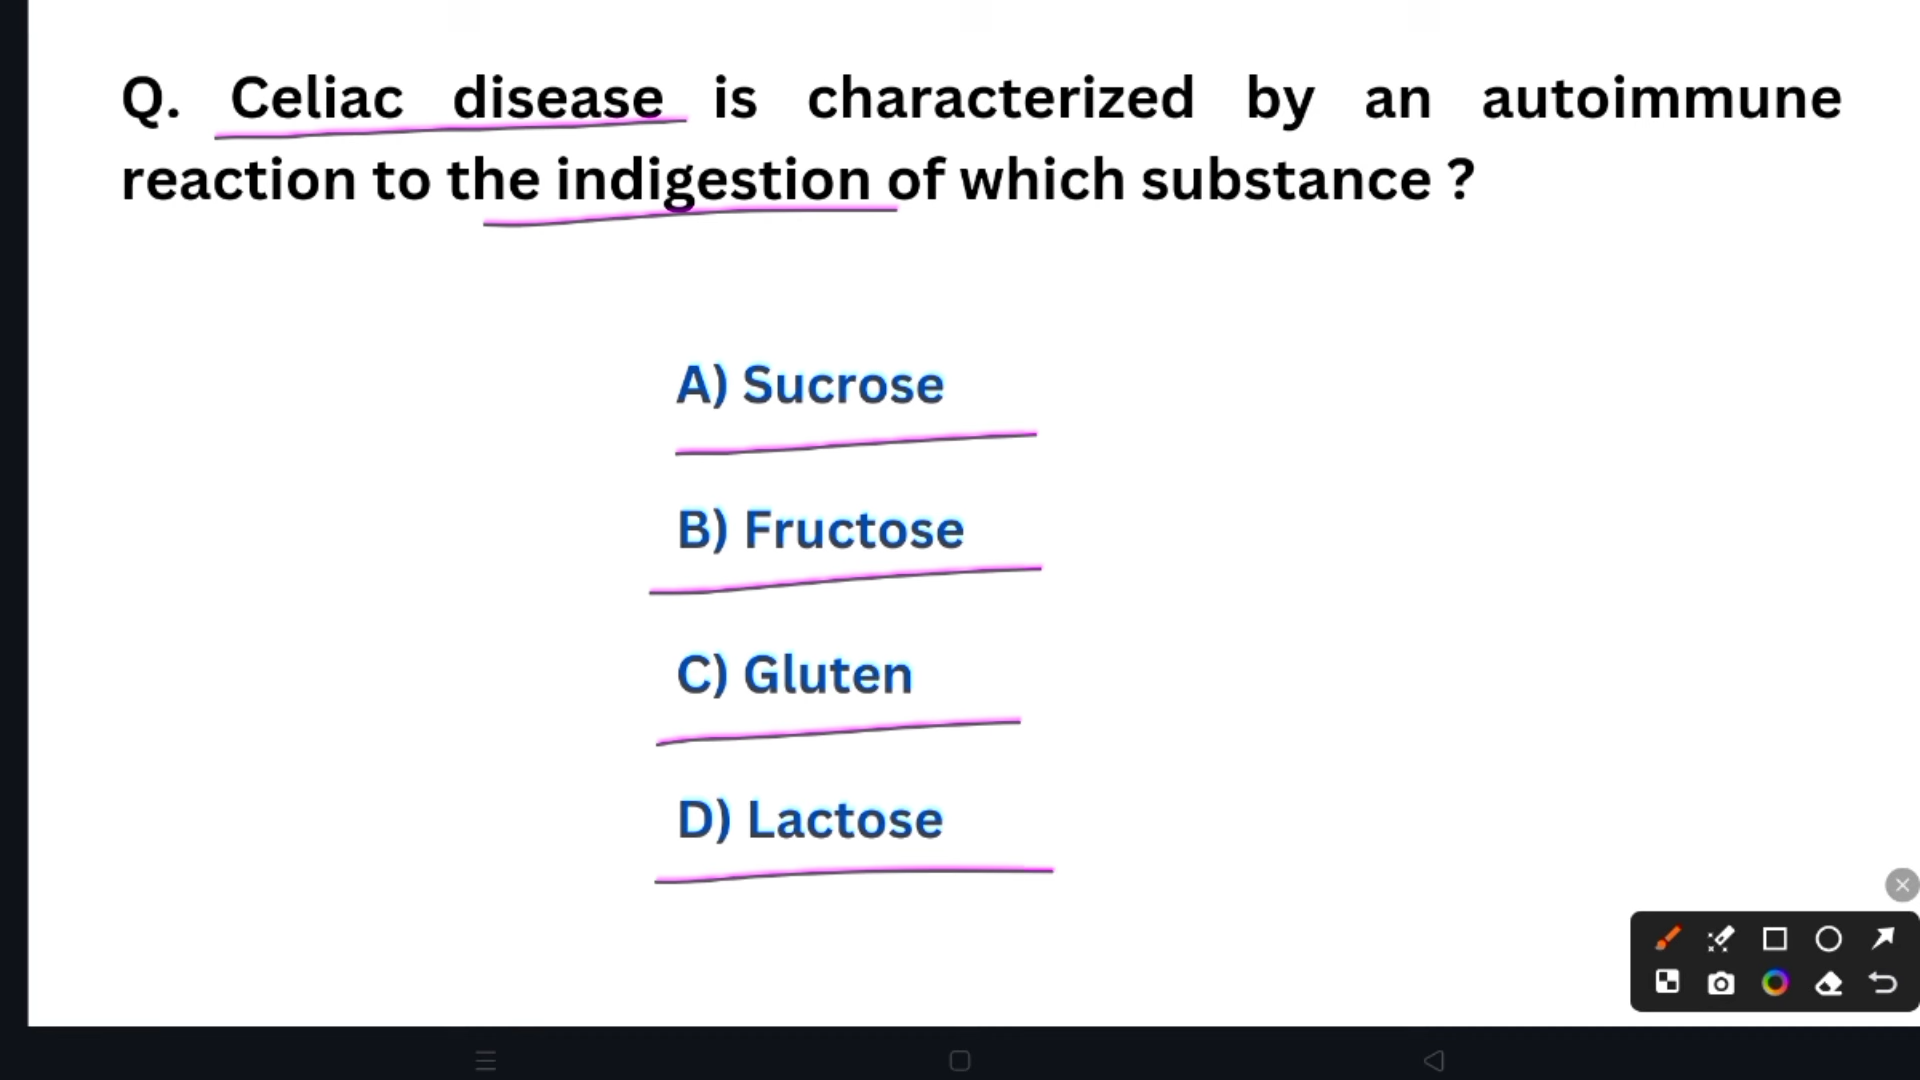 Q. Celiac disease is characterized by an autoimmune
reaction to the indigestion of which substance ?
A) Sucrose
B) Fructose
C) Gluten
D) Lactose